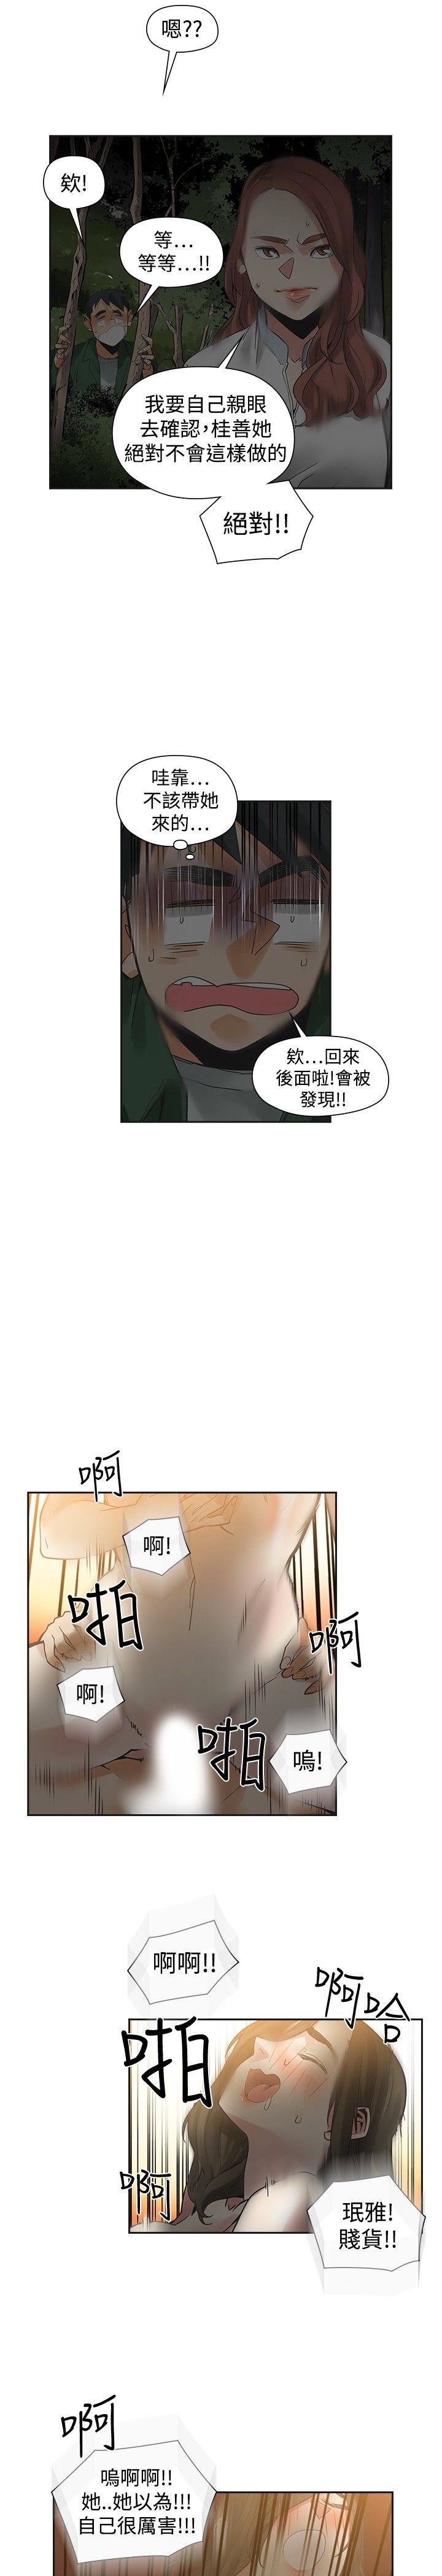 嗯??
欸!
等...
等等...!!
我要自己親眼
去確認,桂善她
絕對不會這樣做的
絕對!!
哇靠...
不該帶她
來的...
欸...回來
後面啦!會被
發現!!
啊
啊!
啪
啊
啊!
啪
嗚!
啊啊!!
啊哈
啪
啊
珉雅!
賤貨!!
啊
嗚啊啊!!
她..她以為!!!
自己很厲害!!!